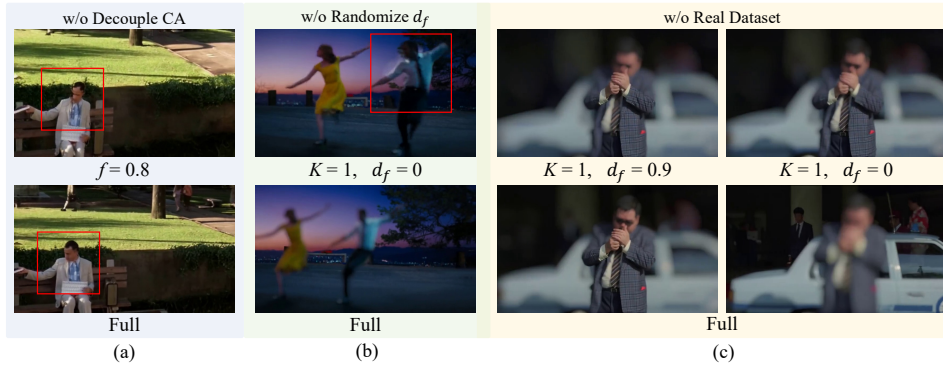 w/o Decouple CA
w/o Randomize d_f
w/o Real Dataset
f = 0.8
K = 1, d_f = 0
K = 1, d_f = 0.9
K = 1, d_f = 0
Full
Full
Full
(a)
(b)
(c)